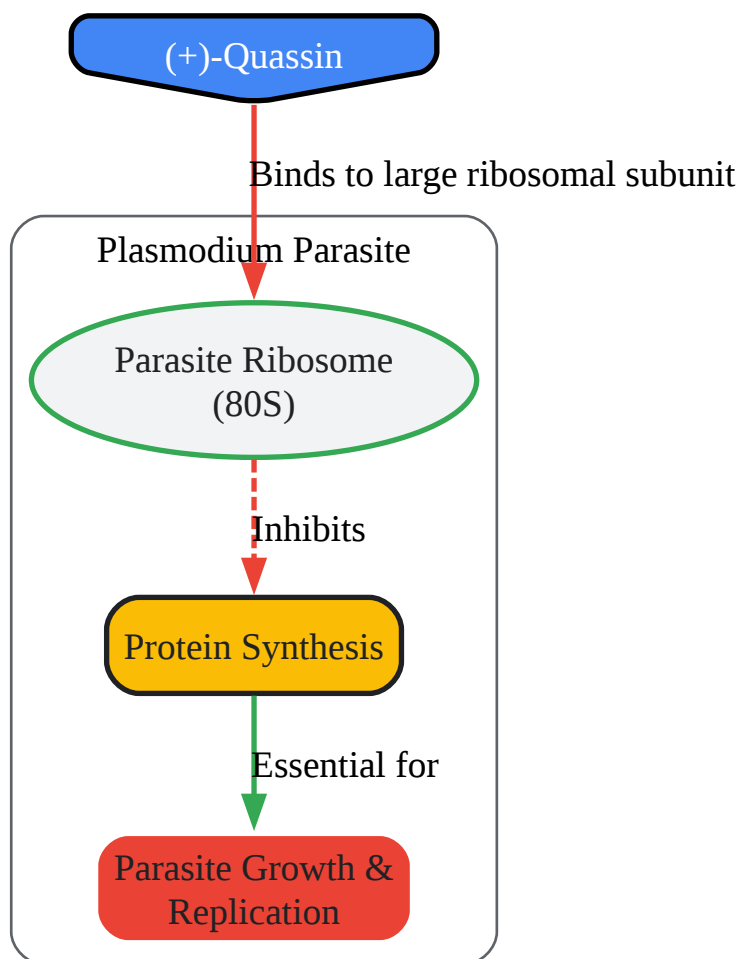 (+)-Quassin
Binds to large ribosomal subunit
Plasmodium Parasite
Parasite Ribosome
(80S)
Inhibits
Protein Synthesis
Essential for
Parasite Growth &
Replication